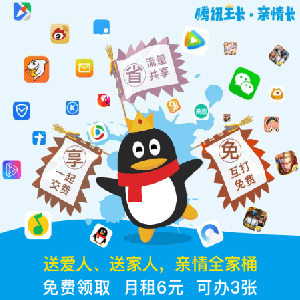 腾讯王卡·亲情卡
省
流量
共享
享
一起
交费
免
互打
免费
送爱人、送家人，亲情全家桶
免费领取 月租6元 可办3张